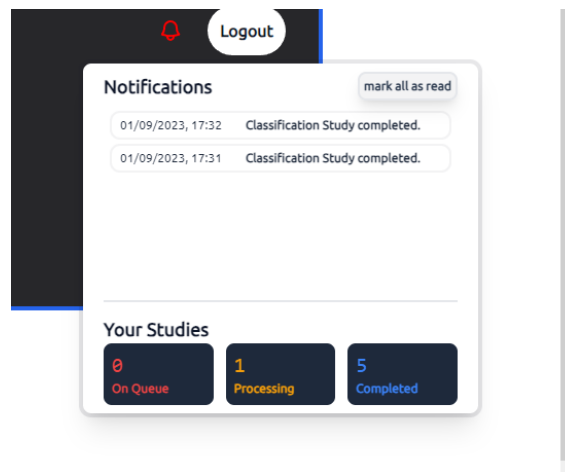 Logout
Notifications
mark all as read
01/09/2023, 17:32 Classification Study completed.
01/09/2023, 17:31 Classification Study completed.
Your Studies
0 1 5
On Queue Processing Completed